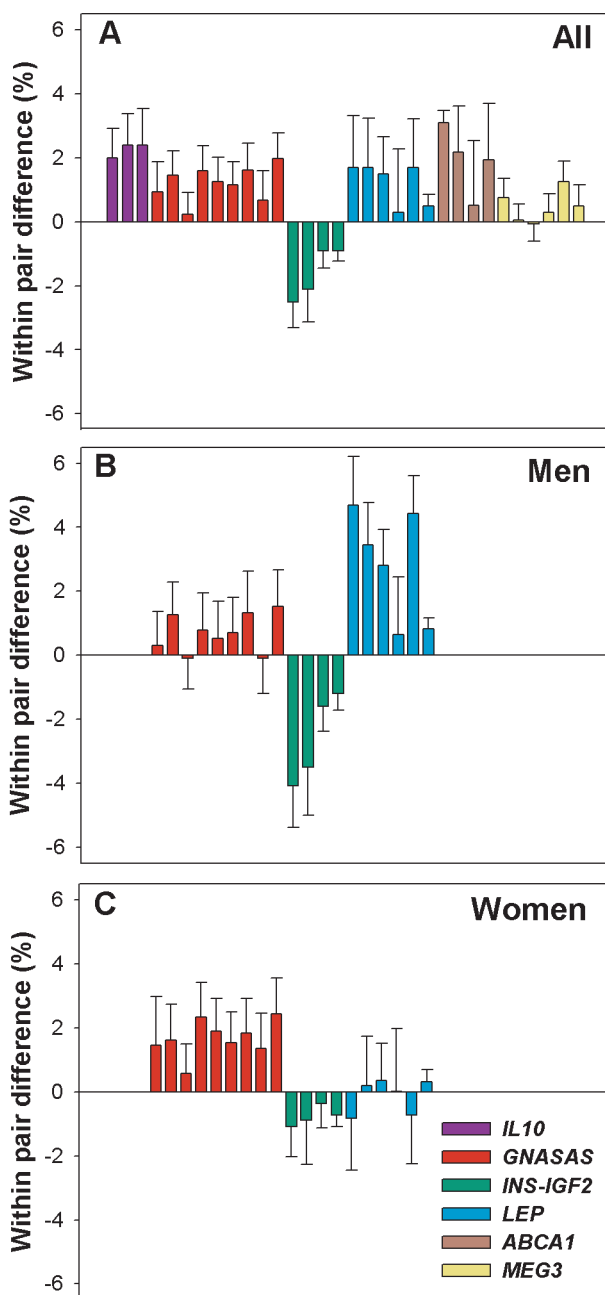 A
All
Within pair difference (%)
6
4
2
0
-2
-4
-6
B
Men
Within pair difference (%)
6
4
2
0
-2
-4
-6
C
Women
Within pair difference (%)
6
4
2
0
-2
-4
-6
IL10
GNASAS
INS-IGF2
LEP
ABCA1
MEG3